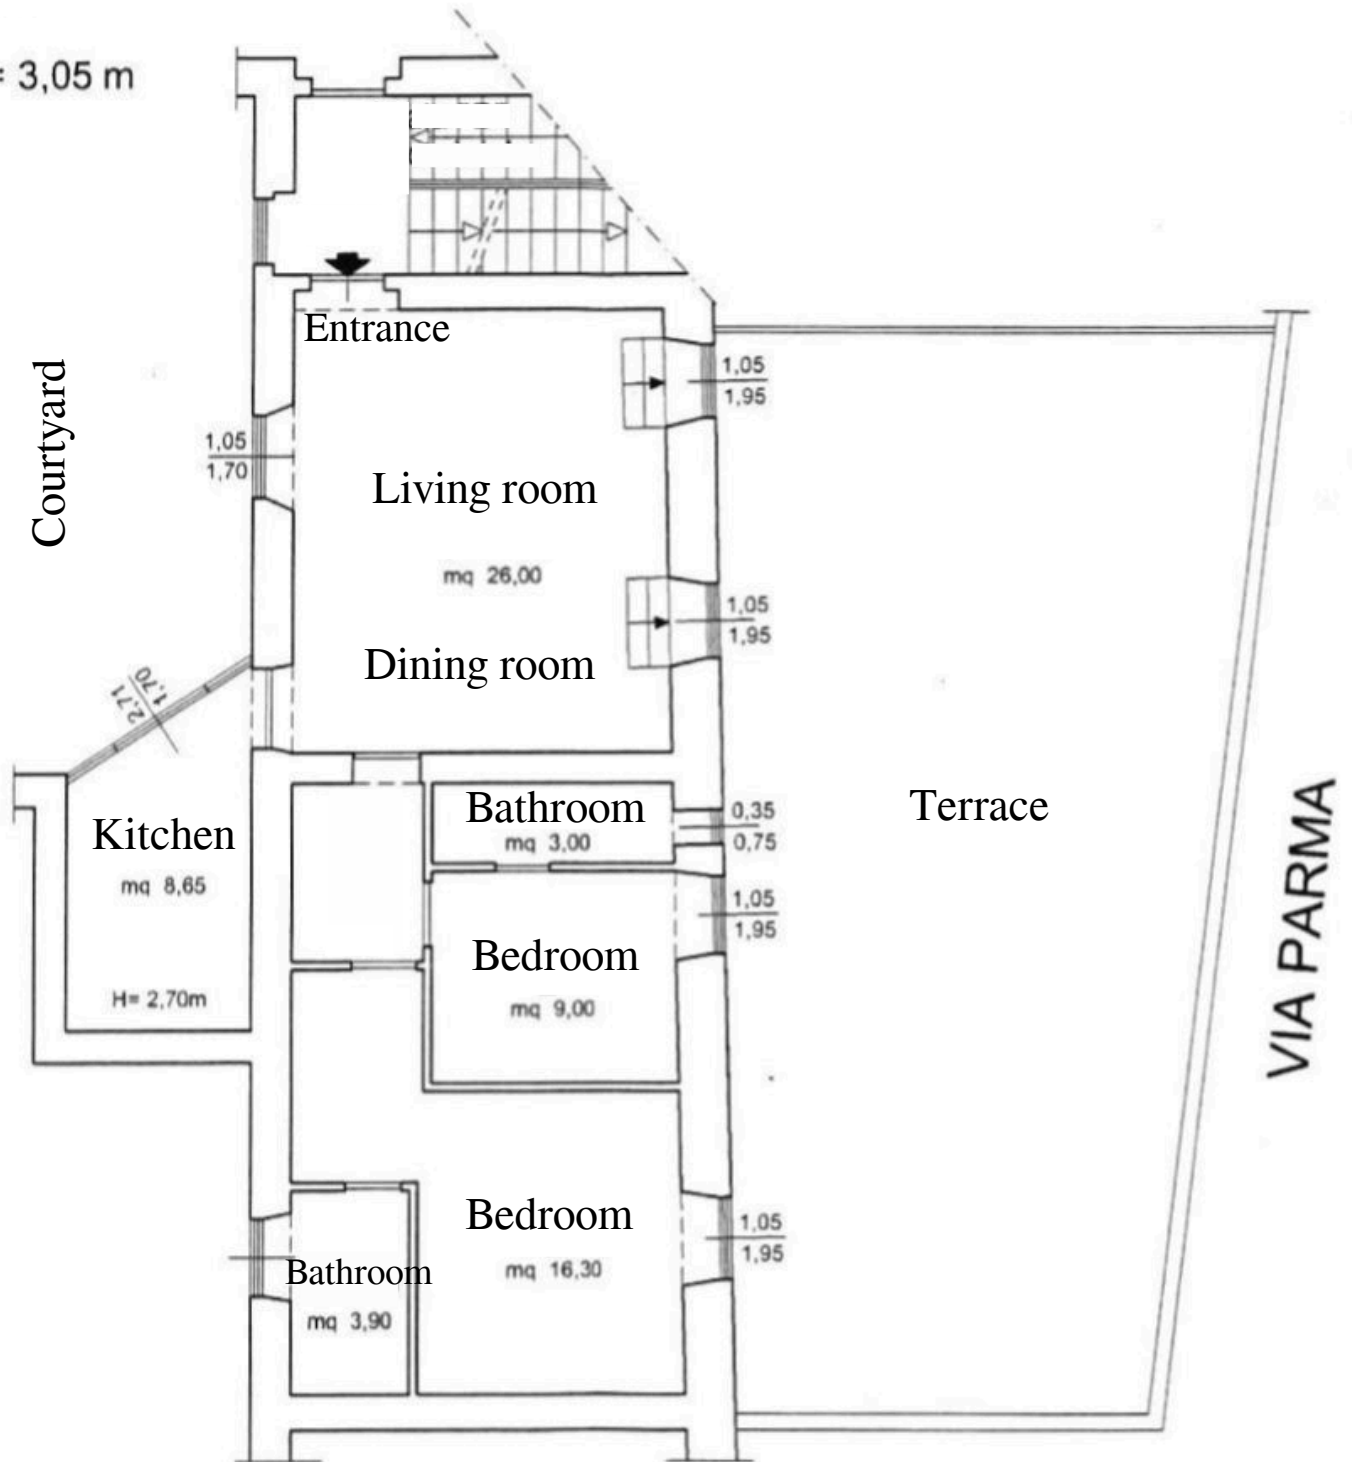 = 3,05 m
Entrance
1,05
1,95
Courtyard
1,05
1,70
Living room
mq 26,00
1,05
1,95
Dining room
1,70
2,71
Bathroom
mq 3,00
0,35
0,75
Terrace
Kitchen
mq 8,65
VIA PARMA
1,05
1,95
Bedroom
mq 9,00
H= 2,70m
Bedroom
mq 16,30
1,05
1,95
Bathroom
mq 3,90